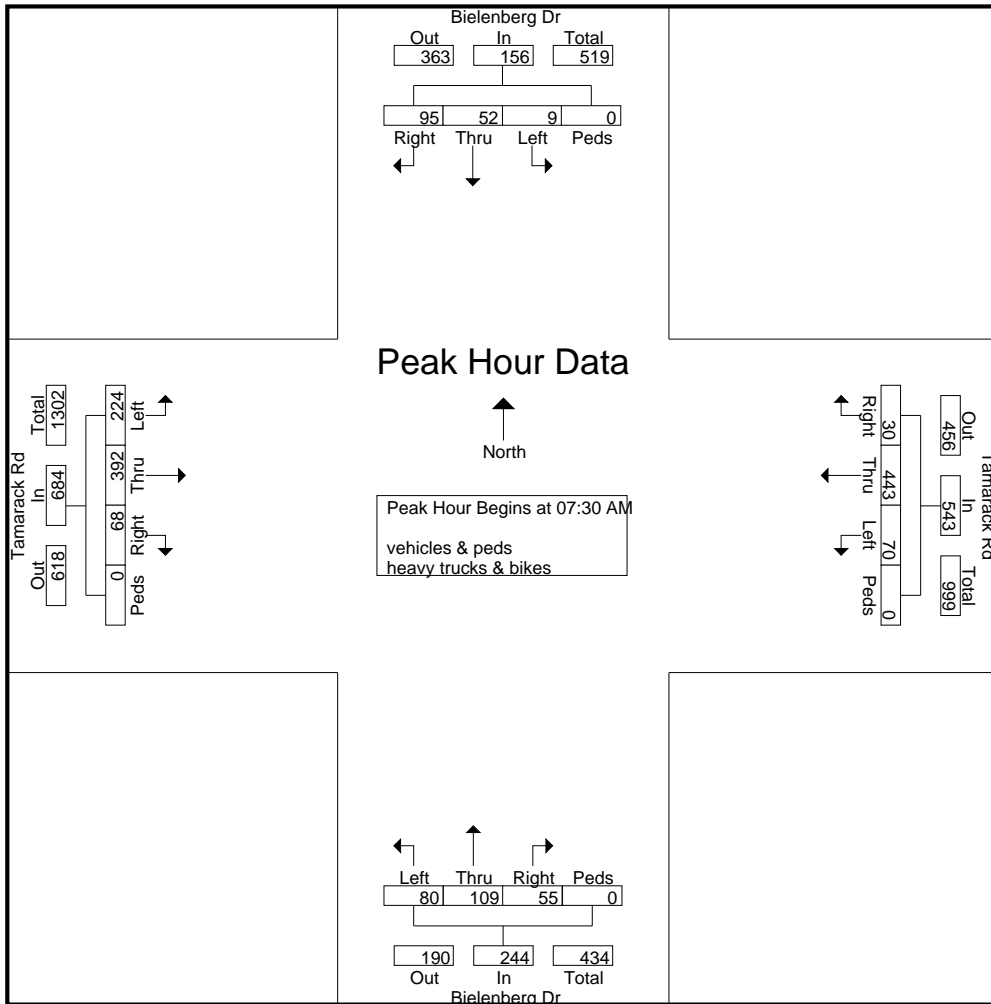 Bielenberg Dr
Out In Total
363 156 519
95 52 9 0
Right Thru Left Peds
Peak Hour Data
North
Peak Hour Begins at 07:30 AM
vehicles & peds
heavy trucks & bikes
Tamarack Rd
Out In Total
618 684 1302
224 392 68 0
Left Thru Right Peds
Tamarack Rd
Out In Total
456 543 999
30 443 70 0
Right Thru Left Peds
Left Thru Right Peds
80 109 55 0
190 244 434
Out In Total
Bielenberg Dr